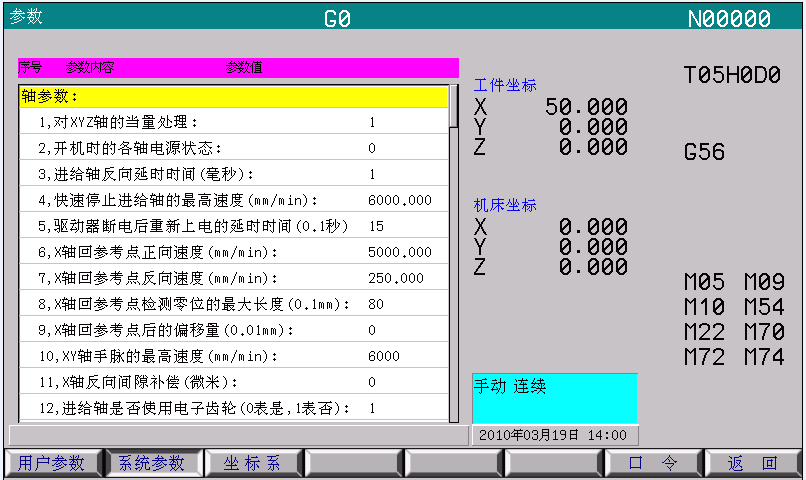 参数 G0 N00000
序号 参数内容 参数值
轴参数：
1,对XYZ轴的当量处理： 1
2,开机时的各轴电源状态： 0
3,进给轴反向延时时间(毫秒)： 1
4,快速停止进给轴的最高速度(mm/min)： 6000.000
5,驱动器断电后重新上电的延时时间(0.1秒) 15
6,X轴回参考点正向速度(mm/min)： 5000.000
7,X轴回参考点反向速度(mm/min)： 250.000
8,X轴回参考点检测零位的最大长度(0.1mm)： 80
9,X轴回参考点后的偏移量(0.01mm)： 0
10,XY轴手脉的最高速度(mm/min)： 6000
11,X轴反向间隙补偿(微米)： 0
12,进给轴是否使用电子齿轮(0表是,1表否)： 1
工件坐标
X 50.000
Y 0.000
Z 0.000
机床坐标
X 0.000
Y 0.000
Z 0.000
手动 连续
2010年03月19日 14:00
T05H0D0
G56
M05 M09
M10 M54
M22 M70
M72 M74
用户参数 系统参数 坐标系 口令 返回